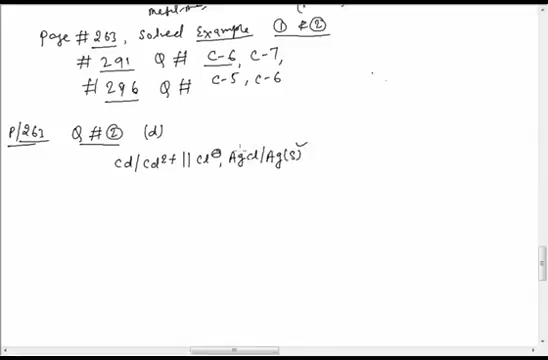 Page # 263, Solved Example ① & ②
# 291 Q # C-6, C-7,
# 296 Q # C-5, C-6
P/263 Q # ② (d)
Cd/Cd2+ || Cl⊖, AgCl/Ag(s)